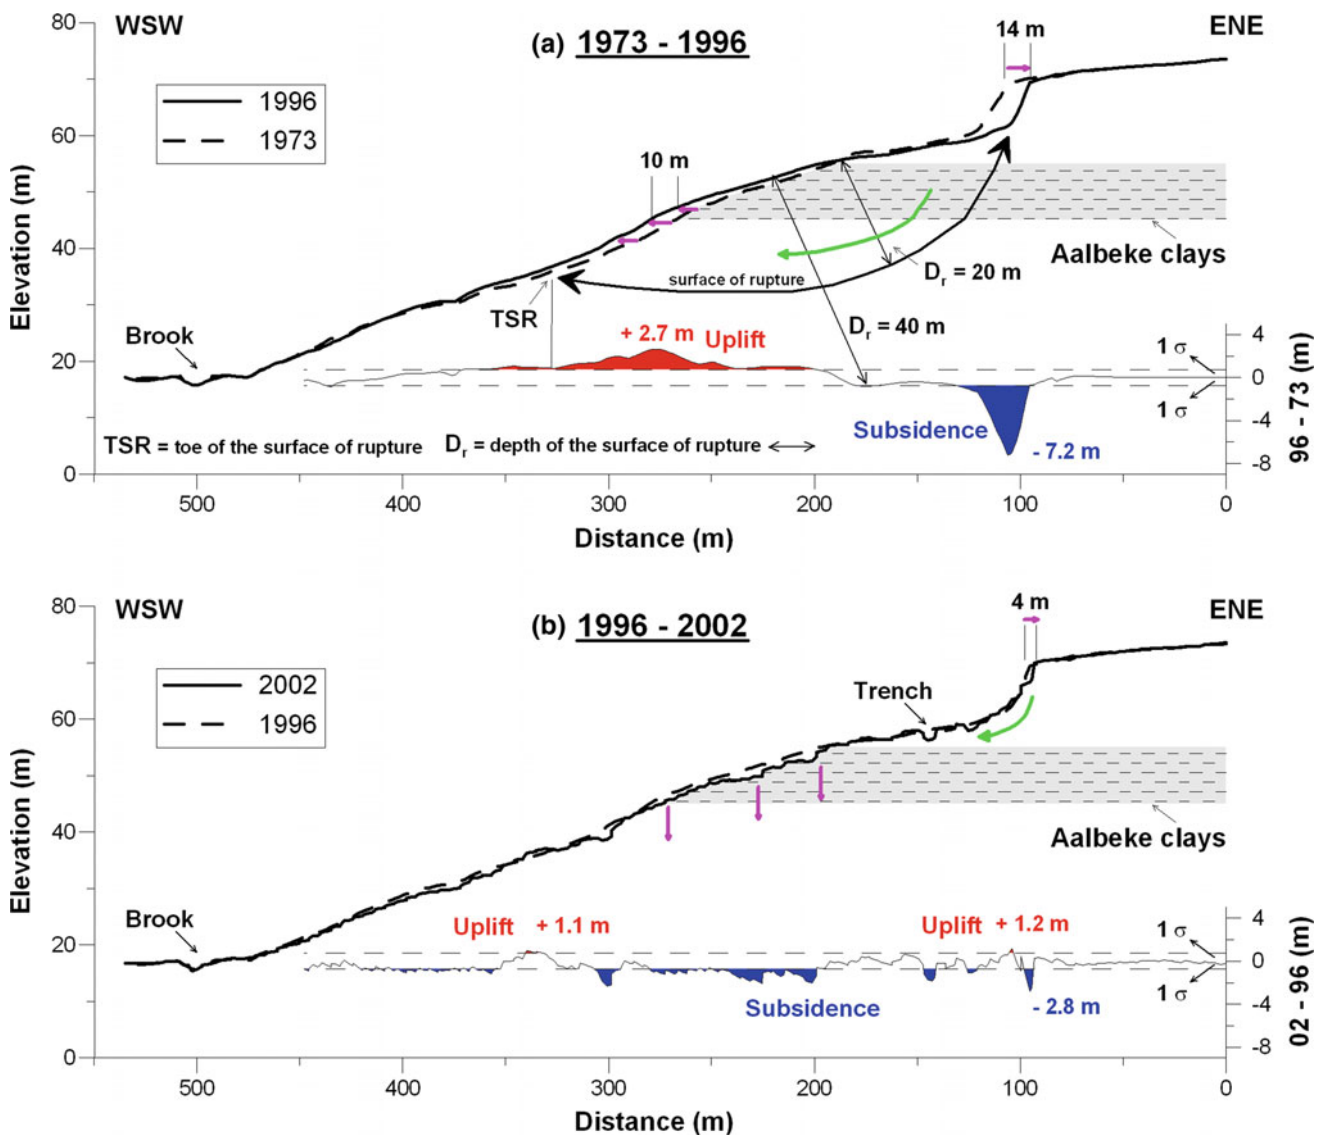 80
WSW
(a) 1973 - 1996
14 m
ENE
1996
1973
60
10 m
Aalbeke clays
40
surface of rupture
Dr = 20 m
TSR
Dr = 40 m
Brook
+ 2.7 m Uplift
4
1 σ
20
0
1 σ
-4
Subsidence
TSR = toe of the surface of rupture
Dr = depth of the surface of rupture
- 7.2 m
-8
0
Elevation (m)
96 - 73 (m)
500 400 300 200 100 0
Distance (m)
80
WSW
(b) 1996 - 2002
4 m
ENE
2002
1996
Trench
60
40
Aalbeke clays
Brook
Uplift + 1.1 m
Uplift + 1.2 m
4
1 σ
20
0
1 σ
-4
Subsidence
- 2.8 m
-8
0
Elevation (m)
02 - 96 (m)
500 400 300 200 100 0
Distance (m)